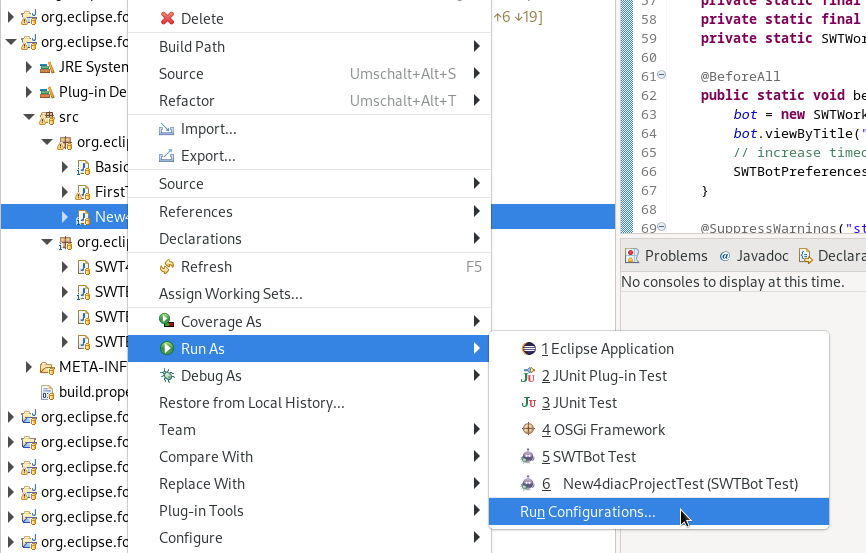 org.eclipse.fo
org.eclipse.fo
JRE System
Plug-in De
src
org.eclip
Basic
FirstT
New4
org.eclip
SWT4
SWTB
SWTB
SWTB
META-INF
build.prope
org.eclipse.fo
org.eclipse.fo
org.eclipse.fo
org.eclipse.fo
org.eclipse.fo
org.eclipse.fo
↑6 ↓19]
Delete
Build Path
Source Umschalt+Alt+S
Refactor Umschalt+Alt+T
Import...
Export...
Source
References
Declarations
Refresh F5
Assign Working Sets...
Coverage As
Run As
Debug As
Restore from Local History...
Team
Compare With
Replace With
Plug-in Tools
Configure
1 Eclipse Application
2 JUnit Plug-in Test
3 JUnit Test
4 OSGi Framework
5 SWTBot Test
6 New4diacProjectTest (SWTBot Test)
Run Configurations...
57 private static final
58 private static final
59 private static SWTWor
60
61 @BeforeAll
62 public static void be
63 bot = new SWTWork
64 bot.viewByTitle("
65 // increase timeo
66 SWTBotPreferences
67 }
68
69 @SuppressWarnings("st
Problems @ Javadoc Declara
No consoles to display at this time.